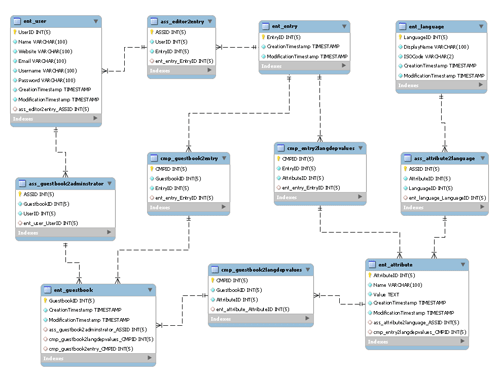 ent_user
UserID INT(5)
Name VARCHAR(100)
Website VARCHAR(100)
Email VARCHAR(100)
Username VARCHAR(100)
Password VARCHAR(100)
CreationTimestamp TIMESTAMP
ModificationTimestamp TIMESTAMP
ass_editor2entry_ASSID INT(5)
Indexes
ass_editor2entry
ASSID INT(5)
UserID INT(5)
EntryID INT(5)
ent_entry_EntryID INT(5)
Indexes
ent_entry
EntryID INT(5)
CreationTimestamp TIMESTAMP
ModificationTimestamp TIMESTAMP
Indexes
ent_language
LanguageID INT(5)
DisplayName VARCHAR(100)
ISOCode VARCHAR(2)
CreationTimestamp TIMESTAMP
ModificationTimestamp TIMESTAMP
Indexes
ass_guestbook2adminstrator
ASSID INT(5)
GuestbookID INT(5)
UserID INT(5)
ent_user_UserID INT(5)
Indexes
cmp_guestbook2entry
CMPID INT(5)
GuestbookID INT(5)
EntryID INT(5)
ent_entry_EntryID INT(5)
Indexes
cmp_entry2langdepvalues
CMPID INT(5)
EntryID INT(5)
AttributeID INT(5)
ent_entry_EntryID INT(5)
Indexes
ass_attribute2language
ASSID INT(5)
AttributeID INT(5)
LanguageID INT(5)
ent_language_LanguageID INT(5)
Indexes
ent_guestbook
GuestbookID INT(5)
CreationTimestamp TIMESTAMP
ModificationTimestamp TIMESTAMP
ass_guestbook2adminstrator_ASSID INT(5)
cmp_guestbook2langdepvalues_CMPID INT(5)
cmp_guestbook2entry_CMPID INT(5)
Indexes
cmp_guestbook2langdepvalues
CMPID INT(5)
GuestbookID INT(5)
AttributeID INT(5)
ent_attribute_AttributeID INT(5)
Indexes
ent_attribute
AttributeID INT(5)
Name VARCHAR(100)
Value TEXT
CreationTimestamp TIMESTAMP
ModificationTimestamp TIMESTAMP
ass_attribute2language_ASSID INT(5)
cmp_entry2langdepvalues_CMPID INT(5)
Indexes